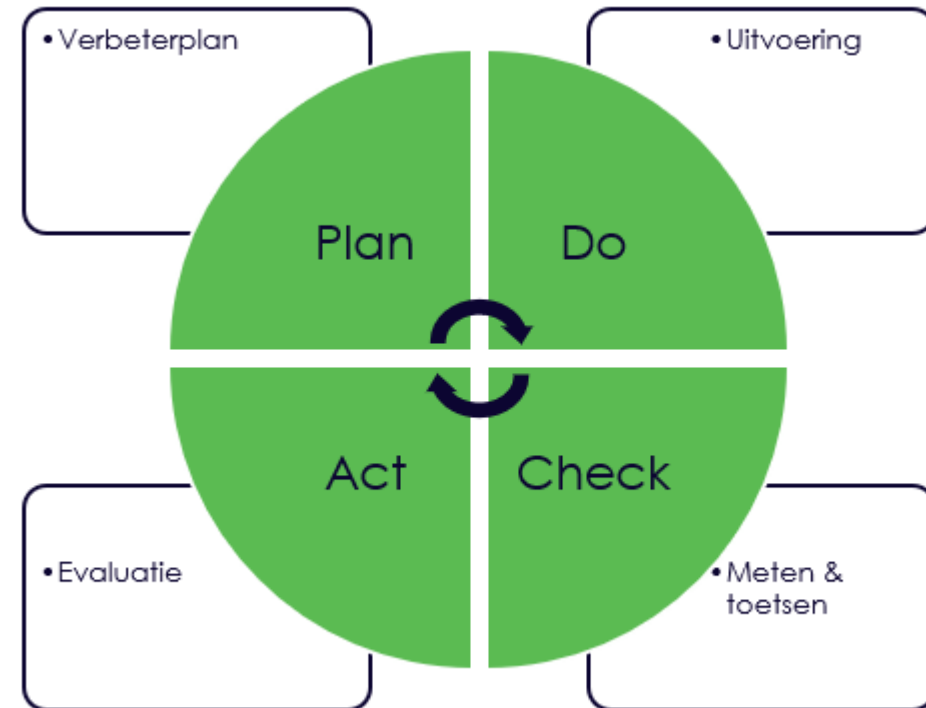 • Verbeterplan
• Uitvoering
Plan
Do
Act
Check
• Evaluatie
• Meten &
toetsen